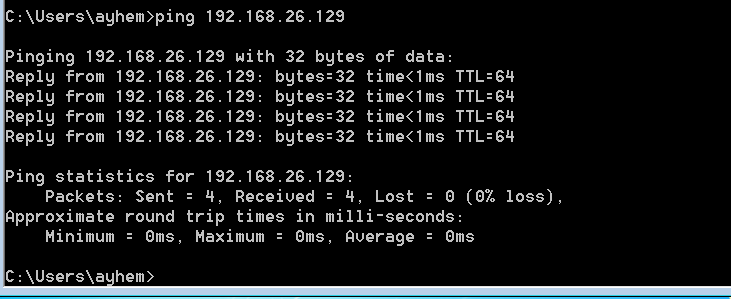 C:\Users\ayhem>ping 192.168.26.129
Pinging 192.168.26.129 with 32 bytes of data:
Reply from 192.168.26.129: bytes=32 time<1ms TTL=64
Reply from 192.168.26.129: bytes=32 time<1ms TTL=64
Reply from 192.168.26.129: bytes=32 time<1ms TTL=64
Reply from 192.168.26.129: bytes=32 time<1ms TTL=64
Ping statistics for 192.168.26.129:
    Packets: Sent = 4, Received = 4, Lost = 0 (0% loss),
Approximate round trip times in milli-seconds:
    Minimum = 0ms, Maximum = 0ms, Average = 0ms
C:\Users\ayhem>